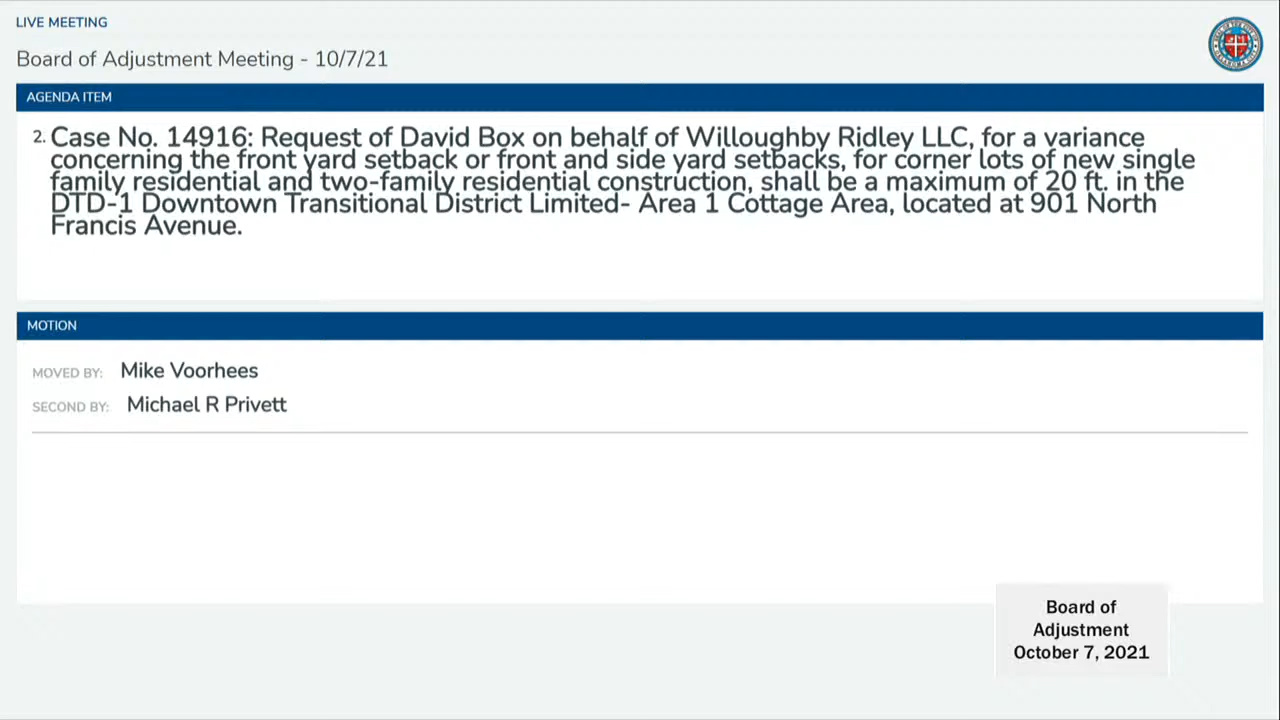 LIVE MEETING
Board of Adjustment Meeting - 10/7/21
AGENDA ITEM
2. Case No. 14916: Request of David Box on behalf of Willoughby Ridley LLC, for a variance
concerning the front yard setback or front and side yard setbacks, for corner lots of new single
family residential and two-family residential construction, shall be a maximum of 20 ft. in the
DTD-1 Downtown Transitional District Limited- Area 1 Cottage Area, located at 901 North
Francis Avenue.
MOTION
MOVED BY: Mike Voorhees
SECOND BY: Michael R Privett
Board of
Adjustment
October 7, 2021